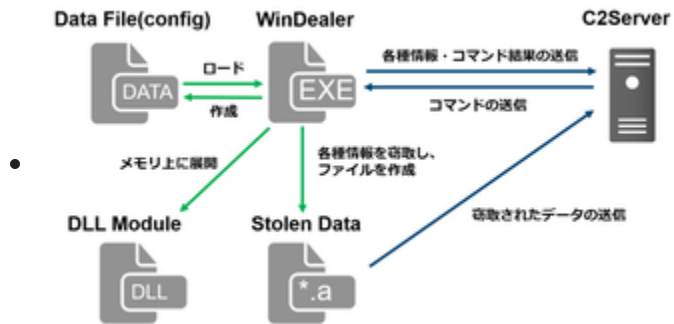 Data File(config)
WinDealer
C2Server
DATA
ロード
作成
EXE
各種情報・コマンド結果の送信
コマンドの送信
メモリ上に展開
各種情報を窃取し、
ファイルを作成
窃取されたデータの送信
DLL Module
Stolen Data
DLL
*.a